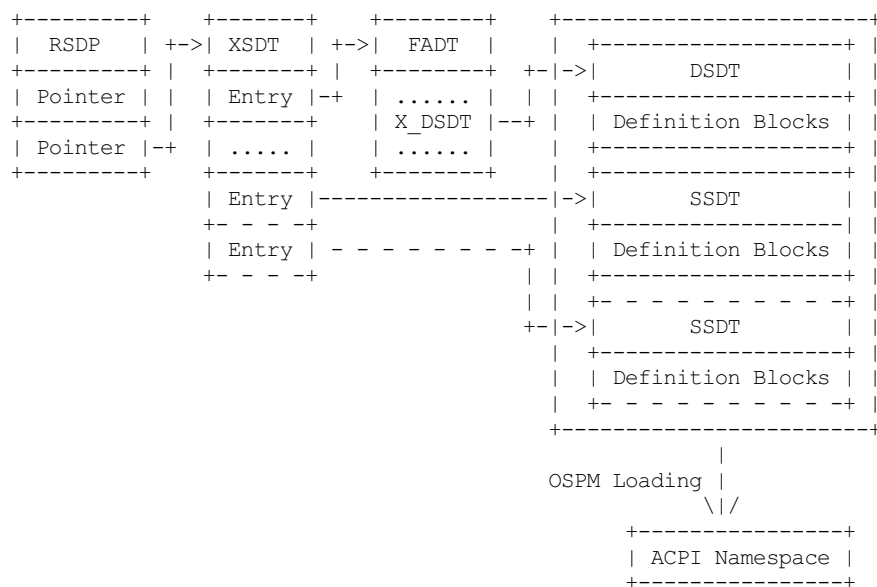 RSDP XSDT FADT
DSDT
Pointer Entry ......
X_DSDT Definition Blocks
Pointer ..... ......
Entry SSDT
Entry Definition Blocks
SSDT
Definition Blocks
OSPM Loading
ACPI Namespace